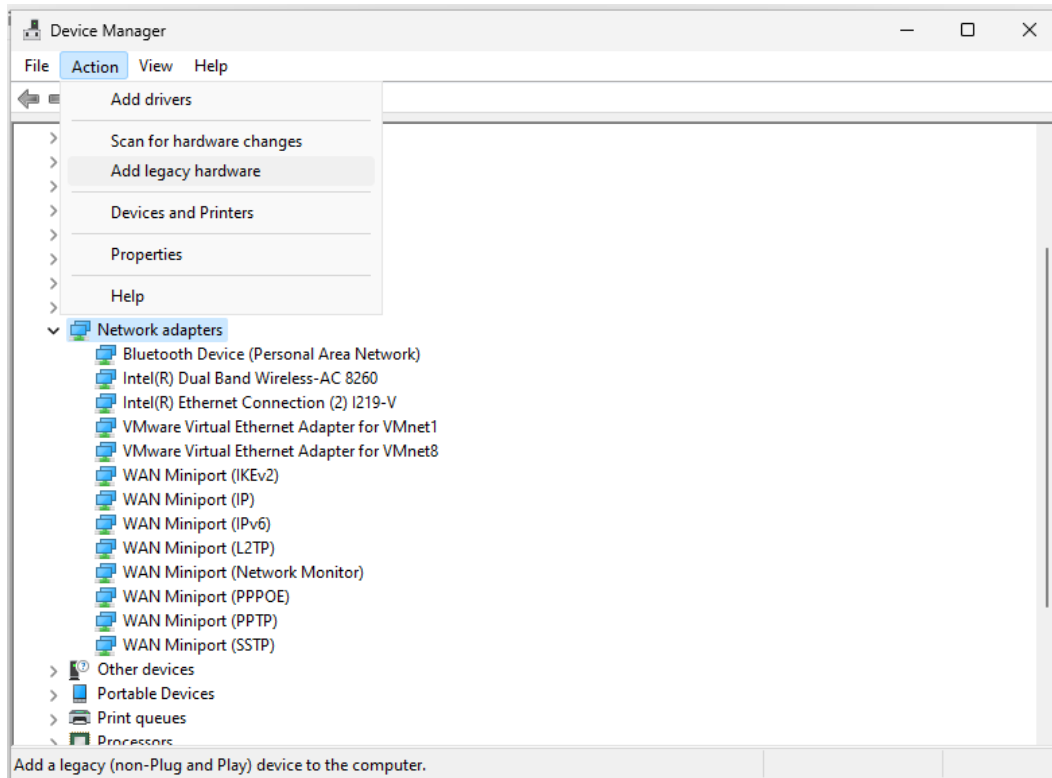 Device Manager
File Action View Help
Add drivers
Scan for hardware changes
Add legacy hardware
Devices and Printers
Properties
Help
Network adapters
Bluetooth Device (Personal Area Network)
Intel(R) Dual Band Wireless-AC 8260
Intel(R) Ethernet Connection (2) I219-V
VMware Virtual Ethernet Adapter for VMnet1
VMware Virtual Ethernet Adapter for VMnet8
WAN Miniport (IKEv2)
WAN Miniport (IP)
WAN Miniport (IPv6)
WAN Miniport (L2TP)
WAN Miniport (Network Monitor)
WAN Miniport (PPPOE)
WAN Miniport (PPTP)
WAN Miniport (SSTP)
Other devices
Portable Devices
Print queues
Processors
Add a legacy (non-Plug and Play) device to the computer.